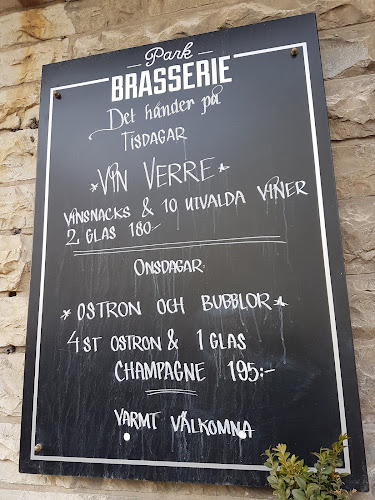 Park
BRASSERIE
Det händer på
TISDAGAR
*VIN VERRE*
VINSNACKS & 10 UTVALDA VINER
2 GLAS 180-
ONSDAGAR
*OSTRON OCH BUBBLOR*
4 ST OSTRON & 1 GLAS
CHAMPAGNE 195:-
VARMT VÄLKOMNA